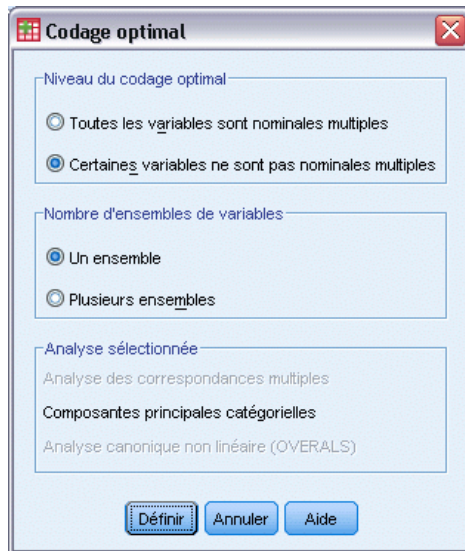 Codage optimal
Niveau du codage optimal
Toutes les variables sont nominales multiples
Certaines variables ne sont pas nominales multiples
Nombre d'ensembles de variables
Un ensemble
Plusieurs ensembles
Analyse sélectionnée
Analyse des correspondances multiples
Composantes principales catégorielles
Analyse canonique non linéaire (OVERALS)
Définir Annuler Aide